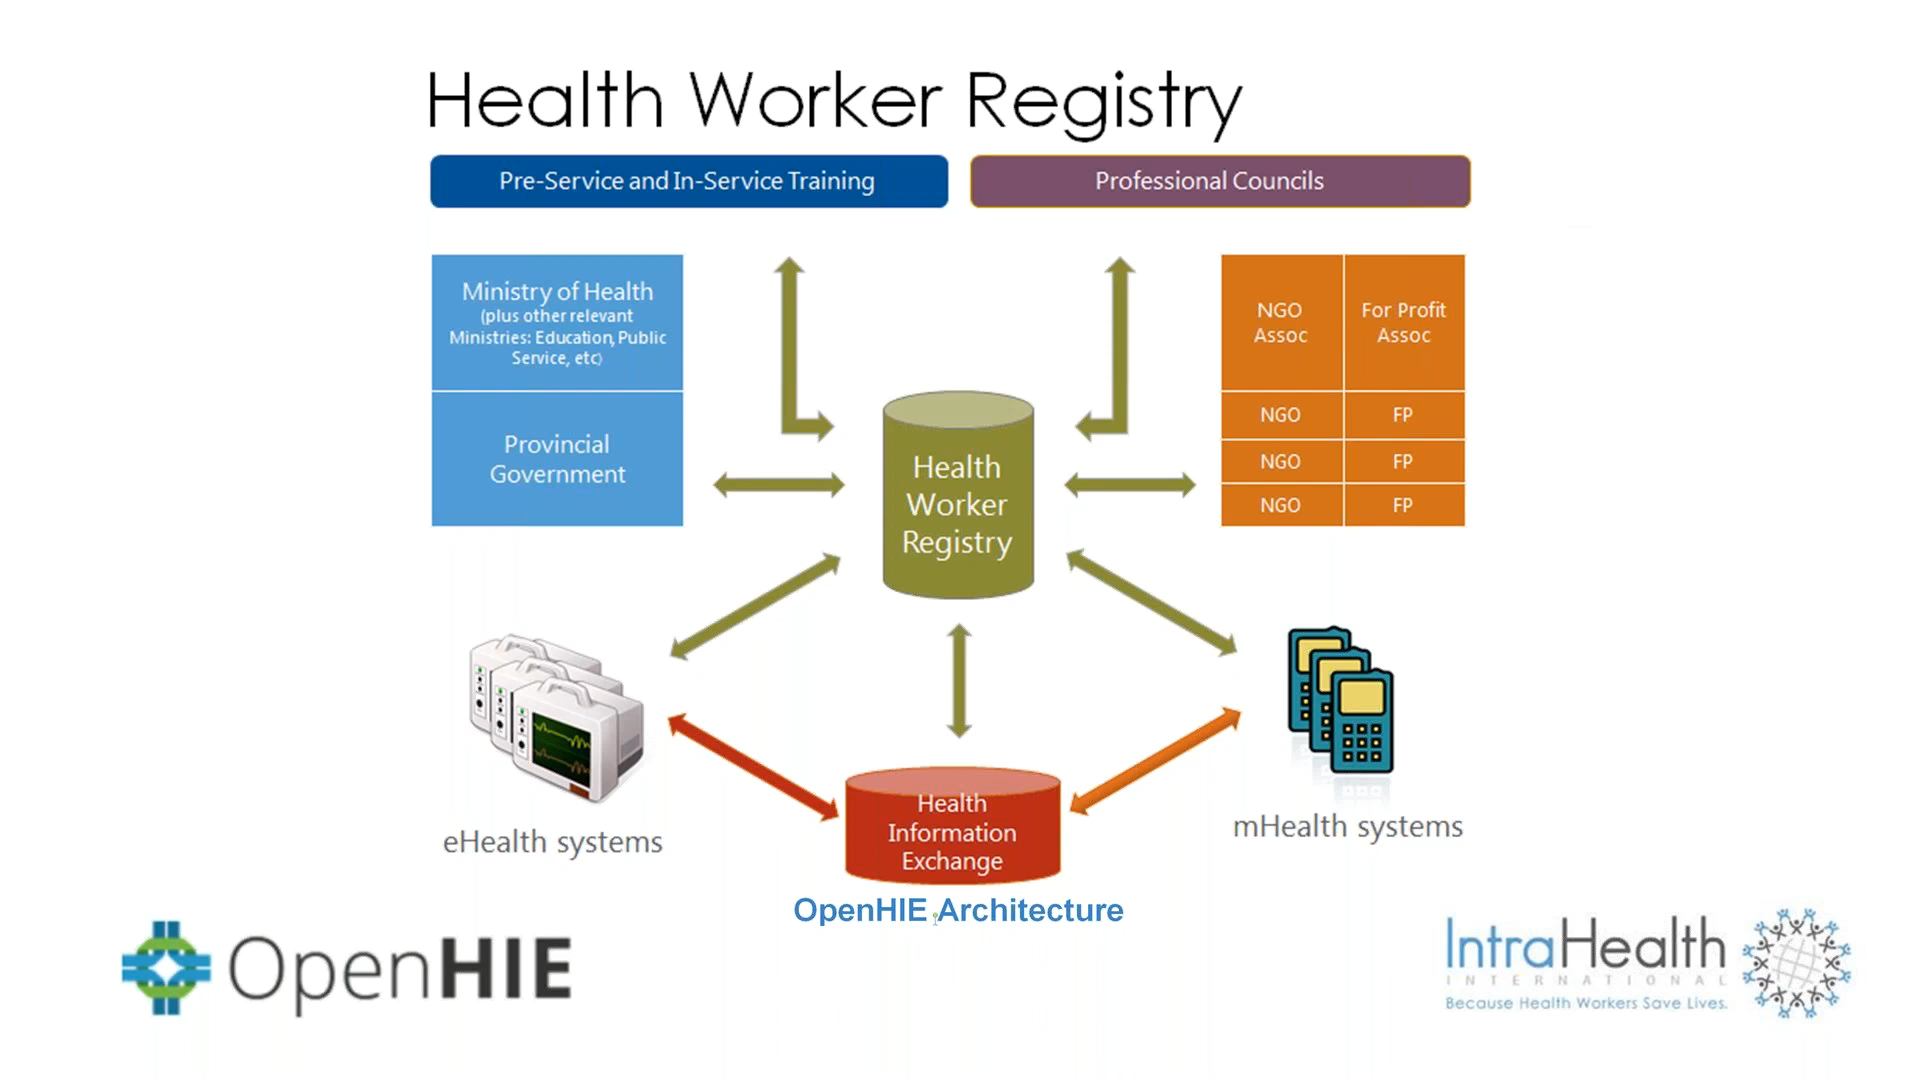 Health Worker Registry
Pre-Service and In-Service Training
Professional Councils
Ministry of Health
(plus other relevant
Ministries: Education, Public
Service, etc)
Provincial
Government
NGO
Assoc
For Profit
Assoc
NGO
FP
NGO
FP
NGO
FP
Health
Worker
Registry
eHealth systems
mHealth systems
Health
Information
Exchange
OpenHIE Architecture
OpenHIE
IntraHealth
INTERNATIONAL
Because Health Workers Save Lives.